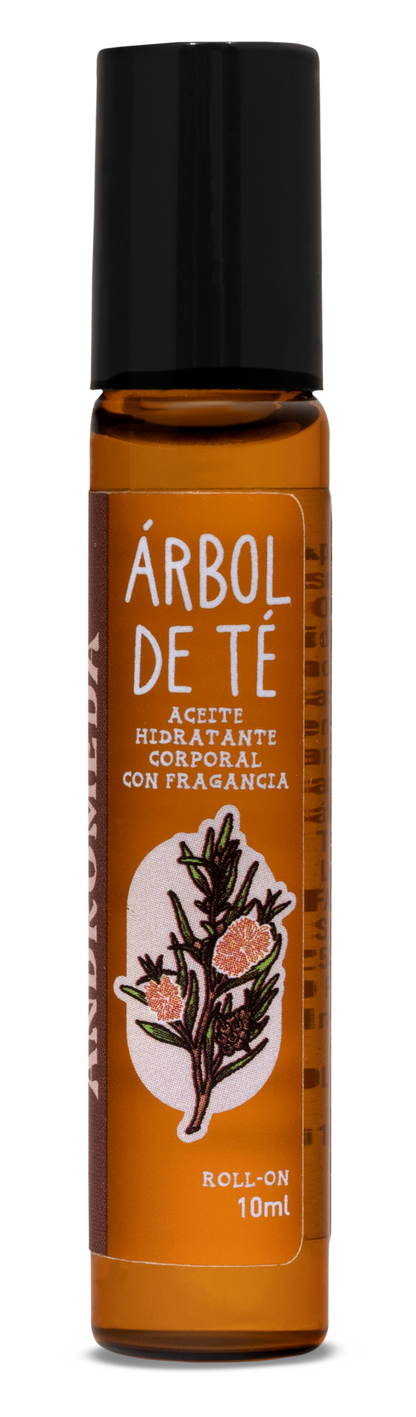 ÁRBOL
DE TÉ
ACEITE
HIDRATANTE
CORPORAL
CON FRAGANCIA
ROLL-ON
10ml
ANDROMEDA